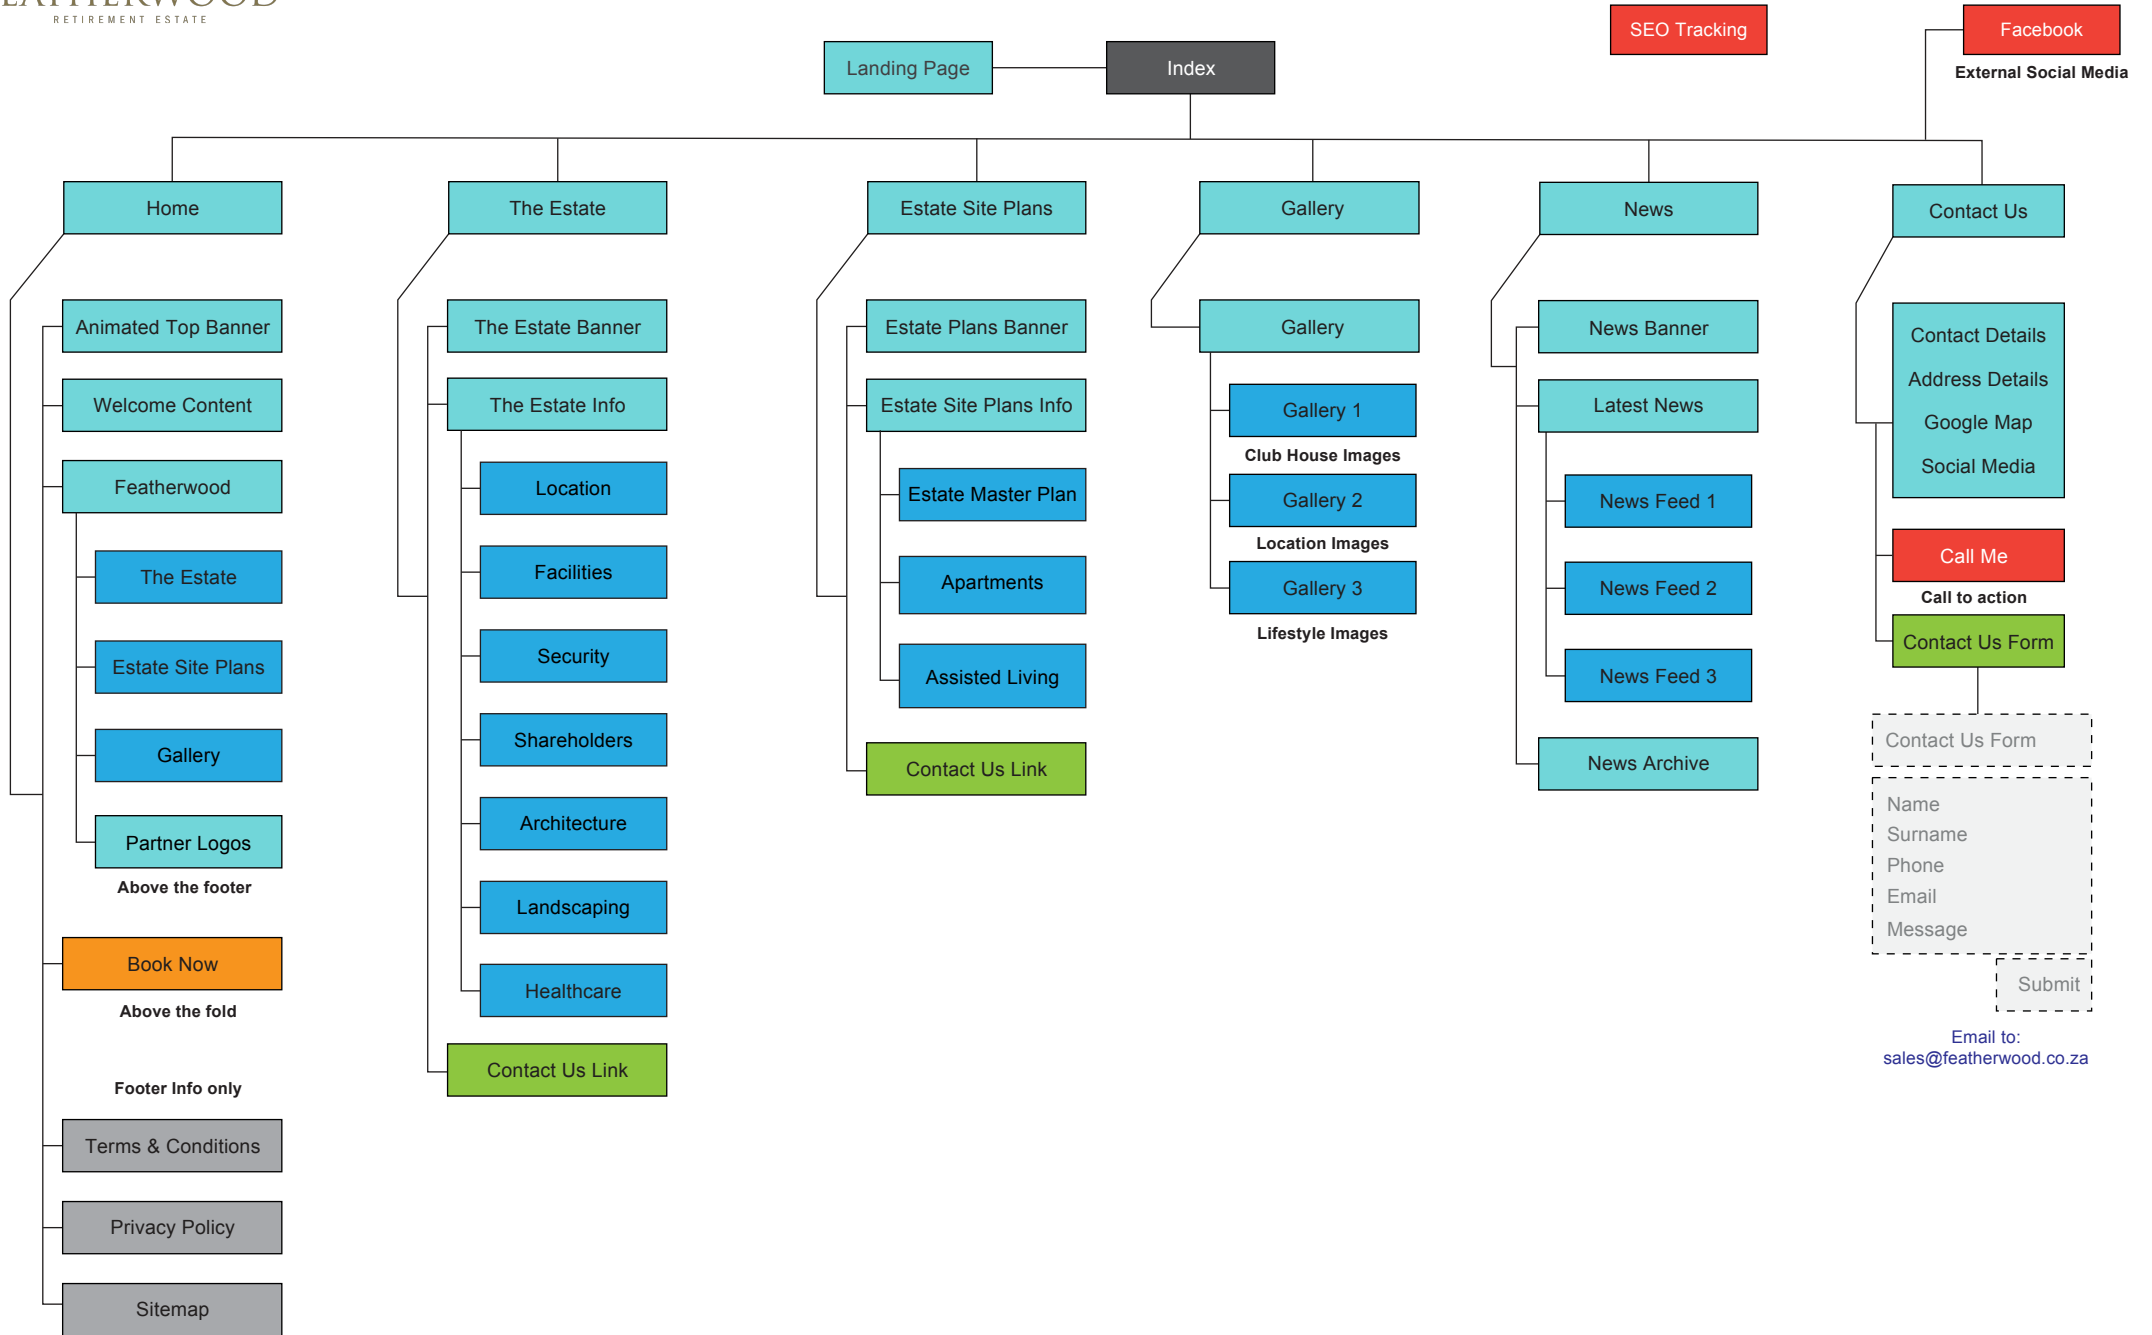 RETIREMENT ESTATE
SEO Tracking
Facebook
External Social Media
Landing Page
Index
Home
The Estate
Estate Site Plans
Gallery
News
Contact Us
Animated Top Banner
Welcome Content
Featherwood
The Estate
Estate Site Plans
Gallery
Partner Logos
Above the footer
Book Now
Above the fold
Footer Info only
Terms & Conditions
Privacy Policy
Sitemap
The Estate Banner
The Estate Info
Location
Facilities
Security
Shareholders
Architecture
Landscaping
Healthcare
Contact Us Link
Estate Plans Banner
Estate Site Plans Info
Estate Master Plan
Apartments
Assisted Living
Contact Us Link
Gallery
Gallery 1
Club House Images
Gallery 2
Location Images
Gallery 3
Lifestyle Images
News Banner
Latest News
News Feed 1
News Feed 2
News Feed 3
News Archive
Contact Details
Address Details
Google Map
Social Media
Call Me
Call to action
Contact Us Form
Contact Us Form
Name
Surname
Phone
Email
Message
Submit
Email to:
sales@featherwood.co.za